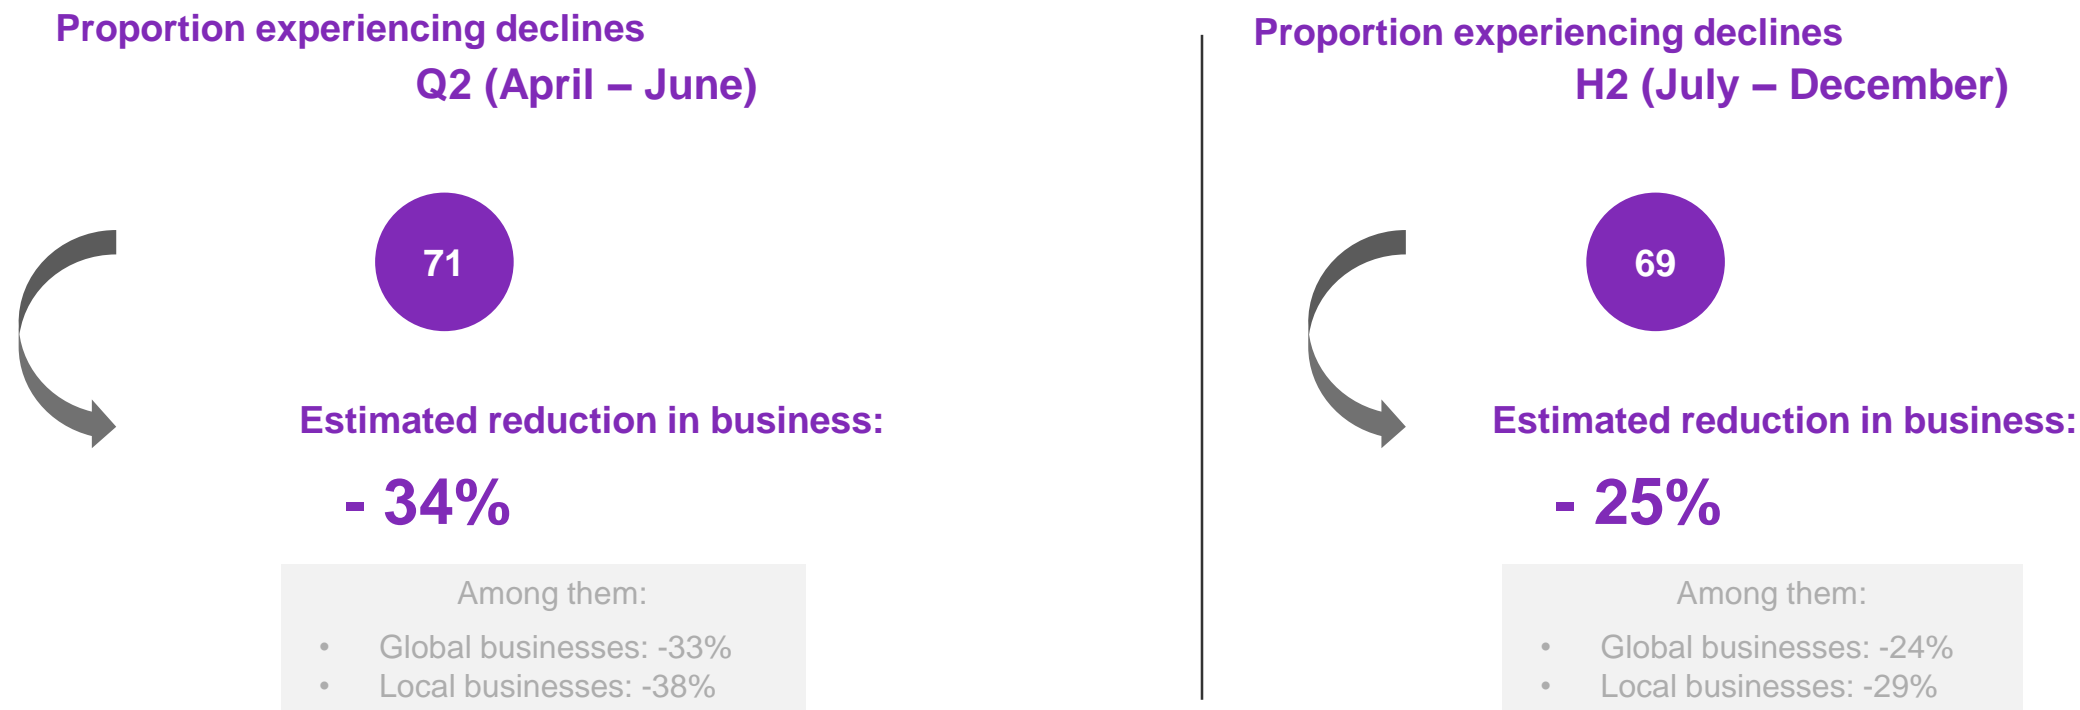 Proportion experiencing declines
Q2 (April – June)
71
Estimated reduction in business:
- 34%
Among them:
• Global businesses: -33%
• Local businesses: -38%
Proportion experiencing declines
H2 (July – December)
69
Estimated reduction in business:
- 25%
Among them:
• Global businesses: -24%
• Local businesses: -29%